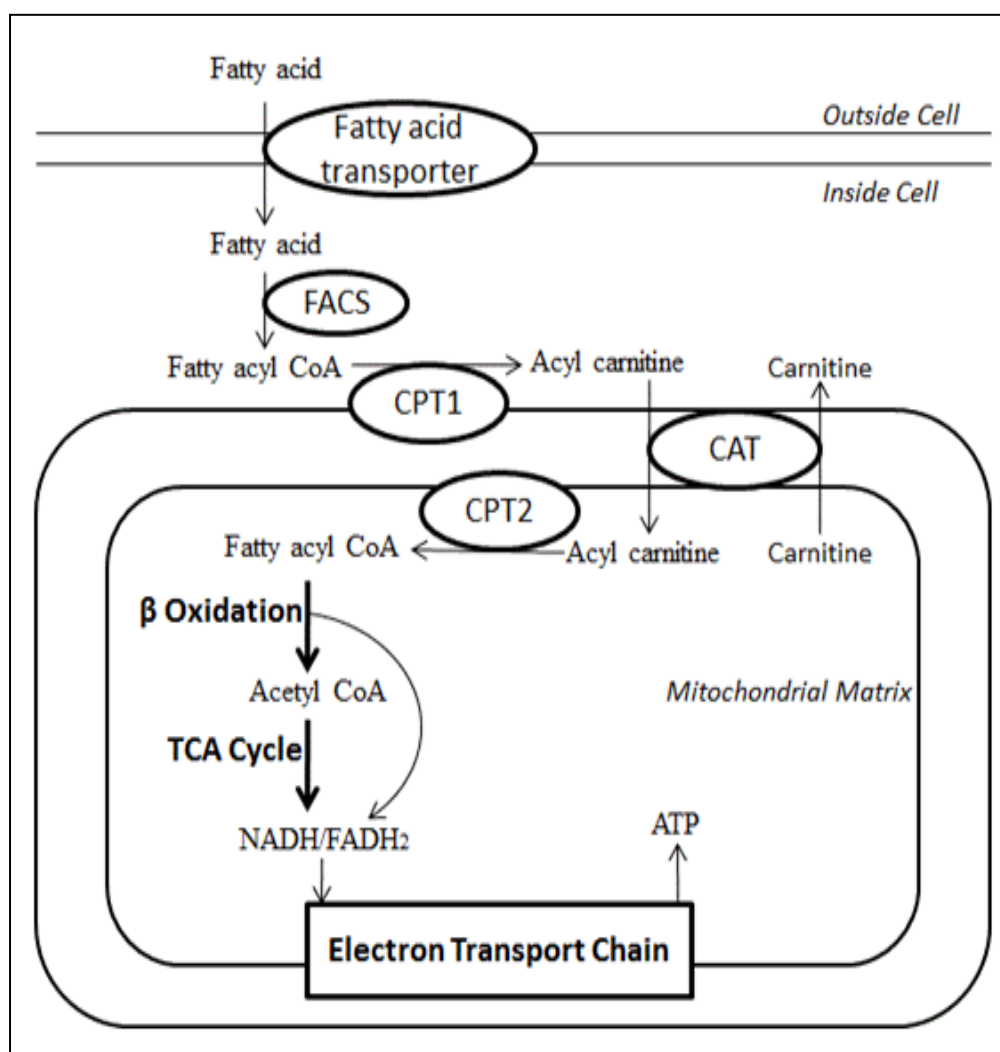 Fatty acid
Outside Cell
Fatty acid
transporter
Inside Cell
Fatty acid
FACS
Fatty acyl CoA
Acyl carnitine
Carnitine
CPT1
CAT
CPT2
Fatty acyl CoA
Acyl carnitine
Carnitine
β Oxidation
Acetyl CoA
Mitochondrial Matrix
TCA Cycle
NADH/FADH₂
ATP
Electron Transport Chain